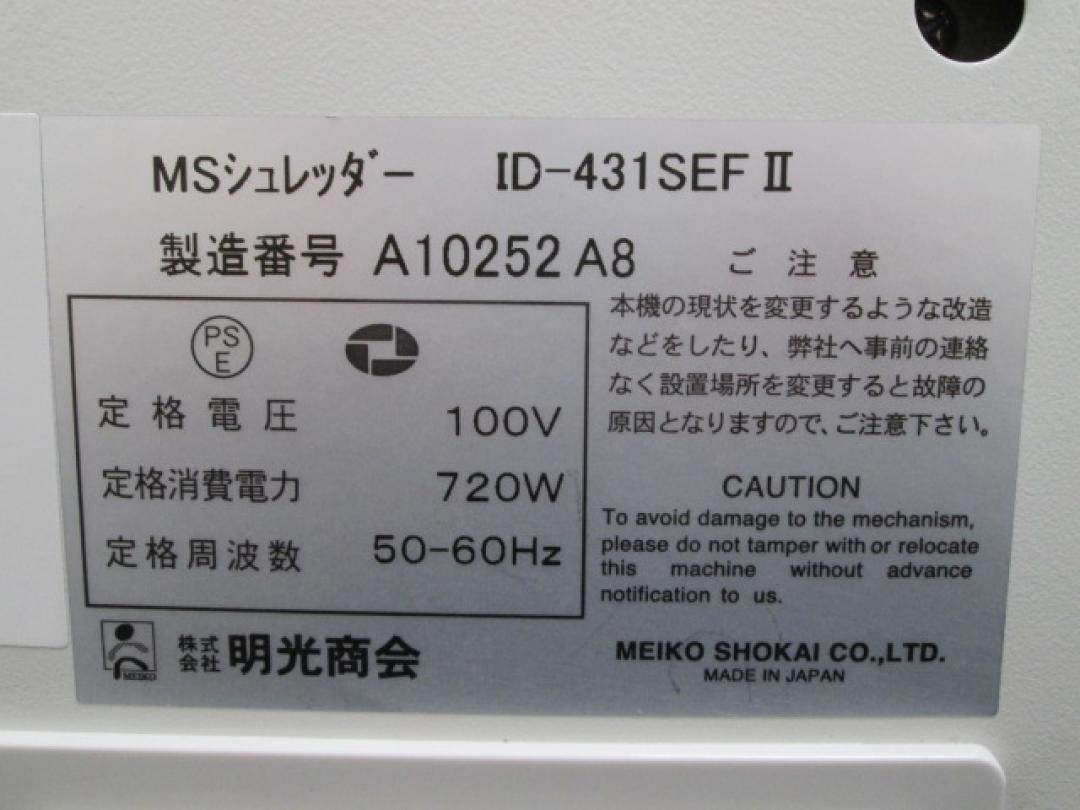 MSシュレッダー ID-431SEFⅡ
製造番号 A10252 A8
PS
E
定格電圧 100V
定格消費電力 720W
定格周波数 50-60Hz
ご注意
本機の現状を変更するような改造
などをしたり、弊社へ事前の連絡
なく設置場所を変更すると故障の
原因となりますので、ご注意下さい。
CAUTION
To avoid damage to the mechanism,
please do not tamper with or relocate
this machine without advance
notification to us.
MEIKO
株式会社 明光商会
MEIKO SHOKAI CO.,LTD.
MADE IN JAPAN